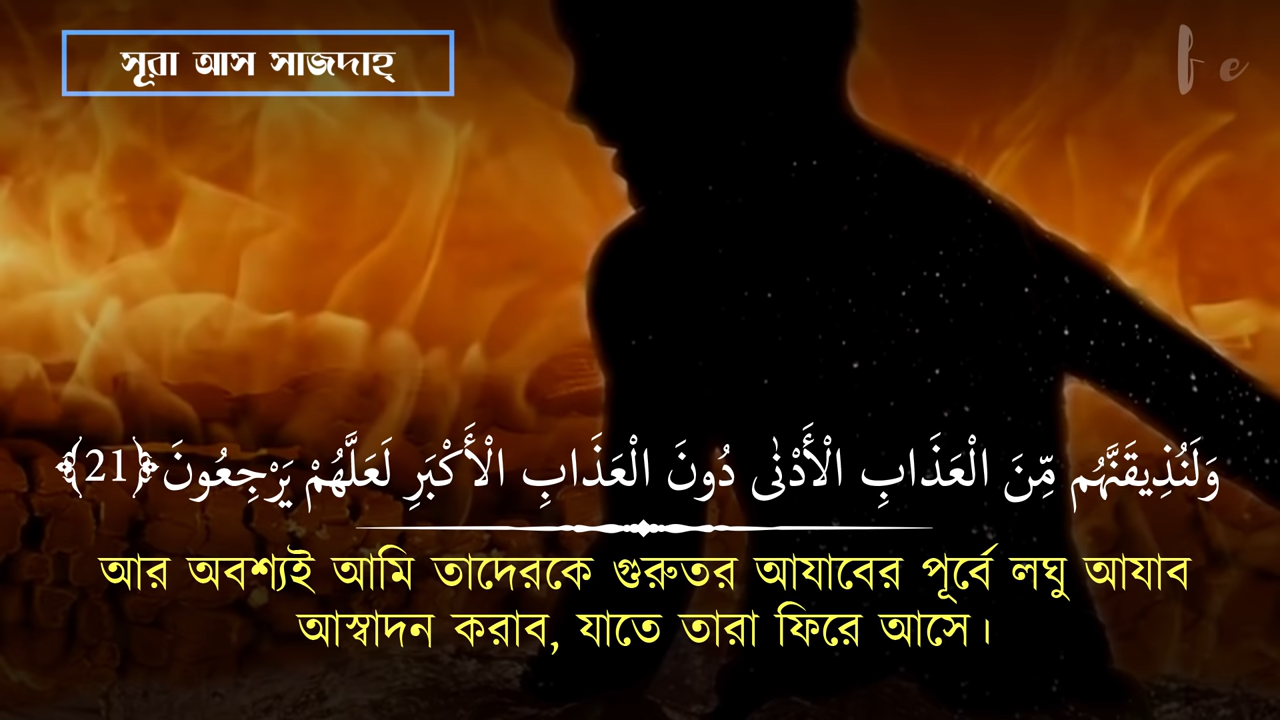 সূরা আস সাজদাহ্
وَلَنُذِيقَنَّهُم مِّنَ الْعَذَابِ الْأَدْنٰى دُونَ الْعَذَابِ الْأَكْبَرِ لَعَلَّهُمْ يَرْجِعُونَ ﴿21﴾
আর অবশ্যই আমি তাদেরকে গুরুতর আযাবের পূর্বে লঘু আযাব
আস্বাদন করাব, যাতে তারা ফিরে আসে।